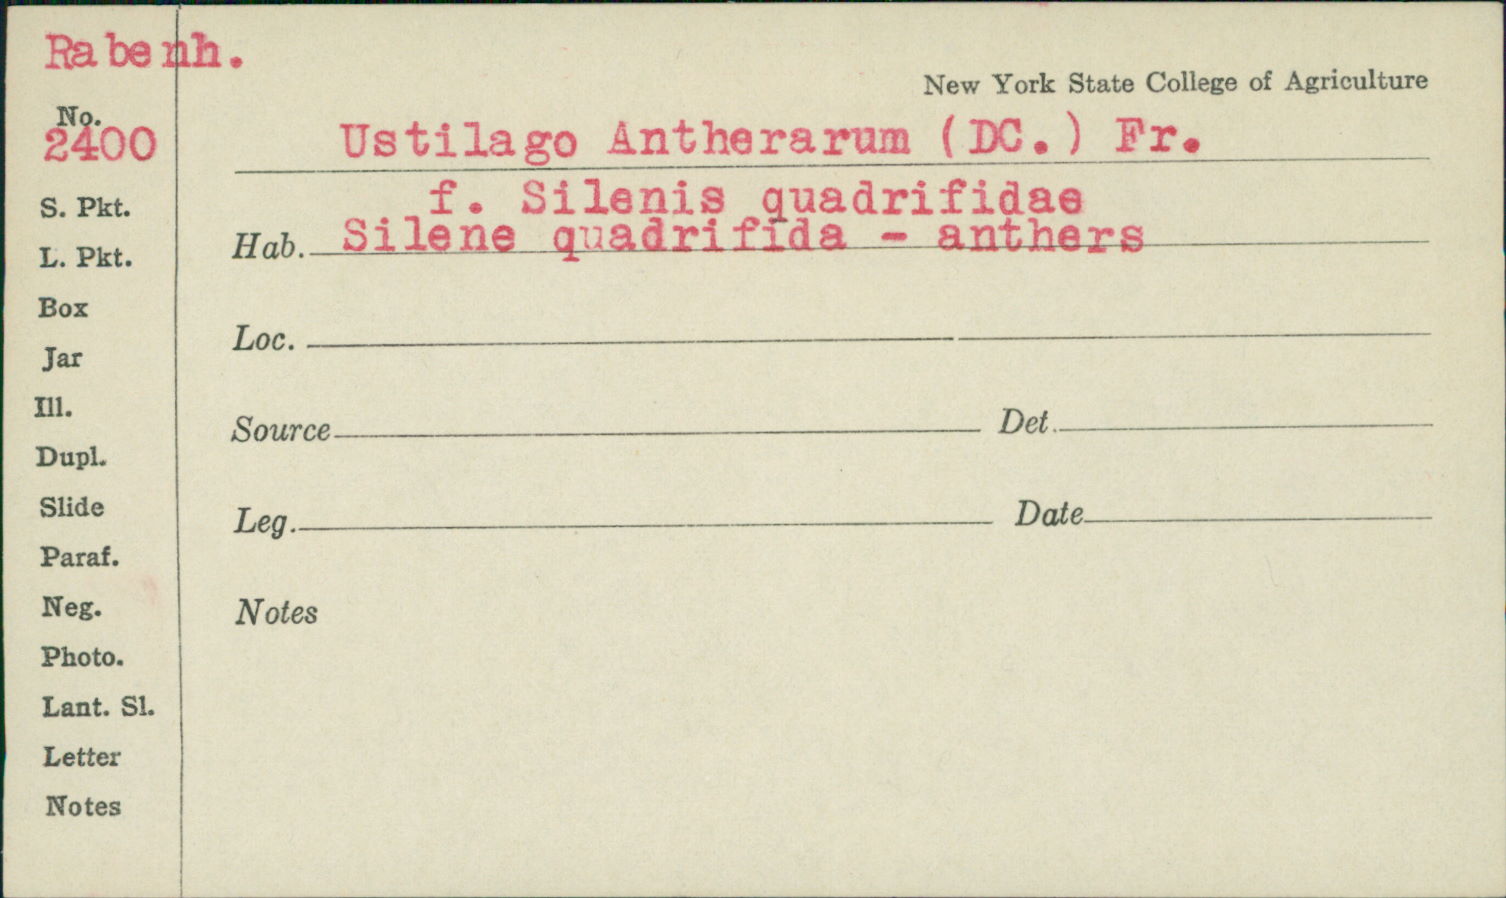 Rabenh.
New York State College of Agriculture
No.
2400
Ustilago Antherarum (DC.) Fr.
f. Silenis quadrifidae
Hab. Silene quadrifida - anthers
Loc.
Source Det.
Leg. Date
Notes
S. Pkt.
L. Pkt.
Box
Jar
Ill.
Dupl.
Slide
Paraf.
Neg.
Photo.
Lant. Sl.
Letter
Notes